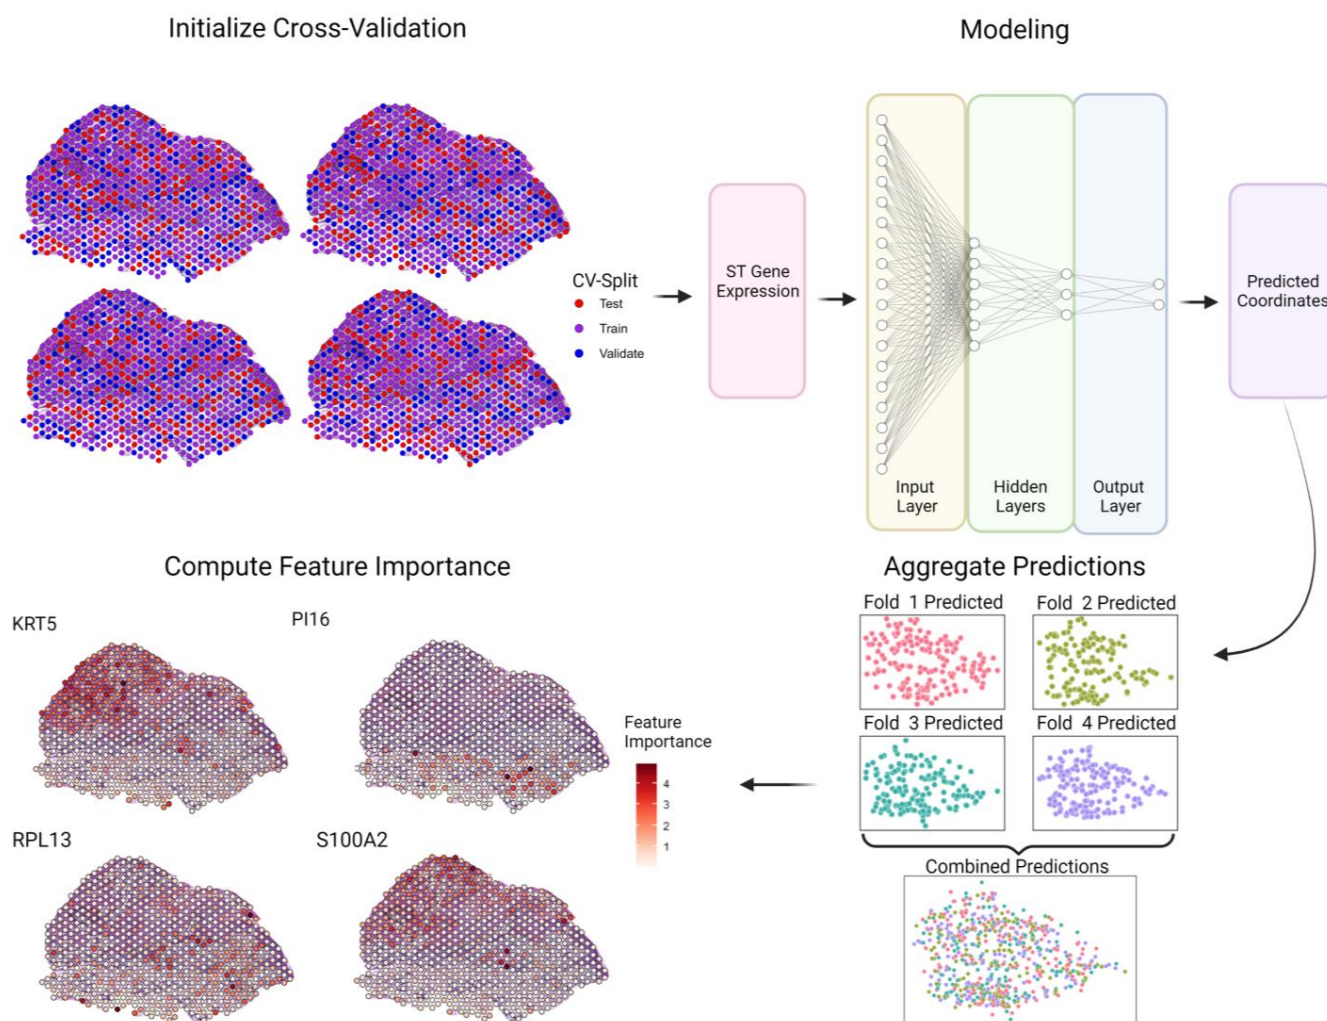 Initialize Cross-Validation
Modeling
CV-Split
Test
Train
Validate
ST Gene
Expression
Input
Layer
Hidden
Layers
Output
Layer
Predicted
Coordinates
Compute Feature Importance
Aggregate Predictions
KRT5
PI16
RPL13
S100A2
Feature
Importance
4
3
2
1
Fold 1 Predicted
Fold 2 Predicted
Fold 3 Predicted
Fold 4 Predicted
Combined Predictions